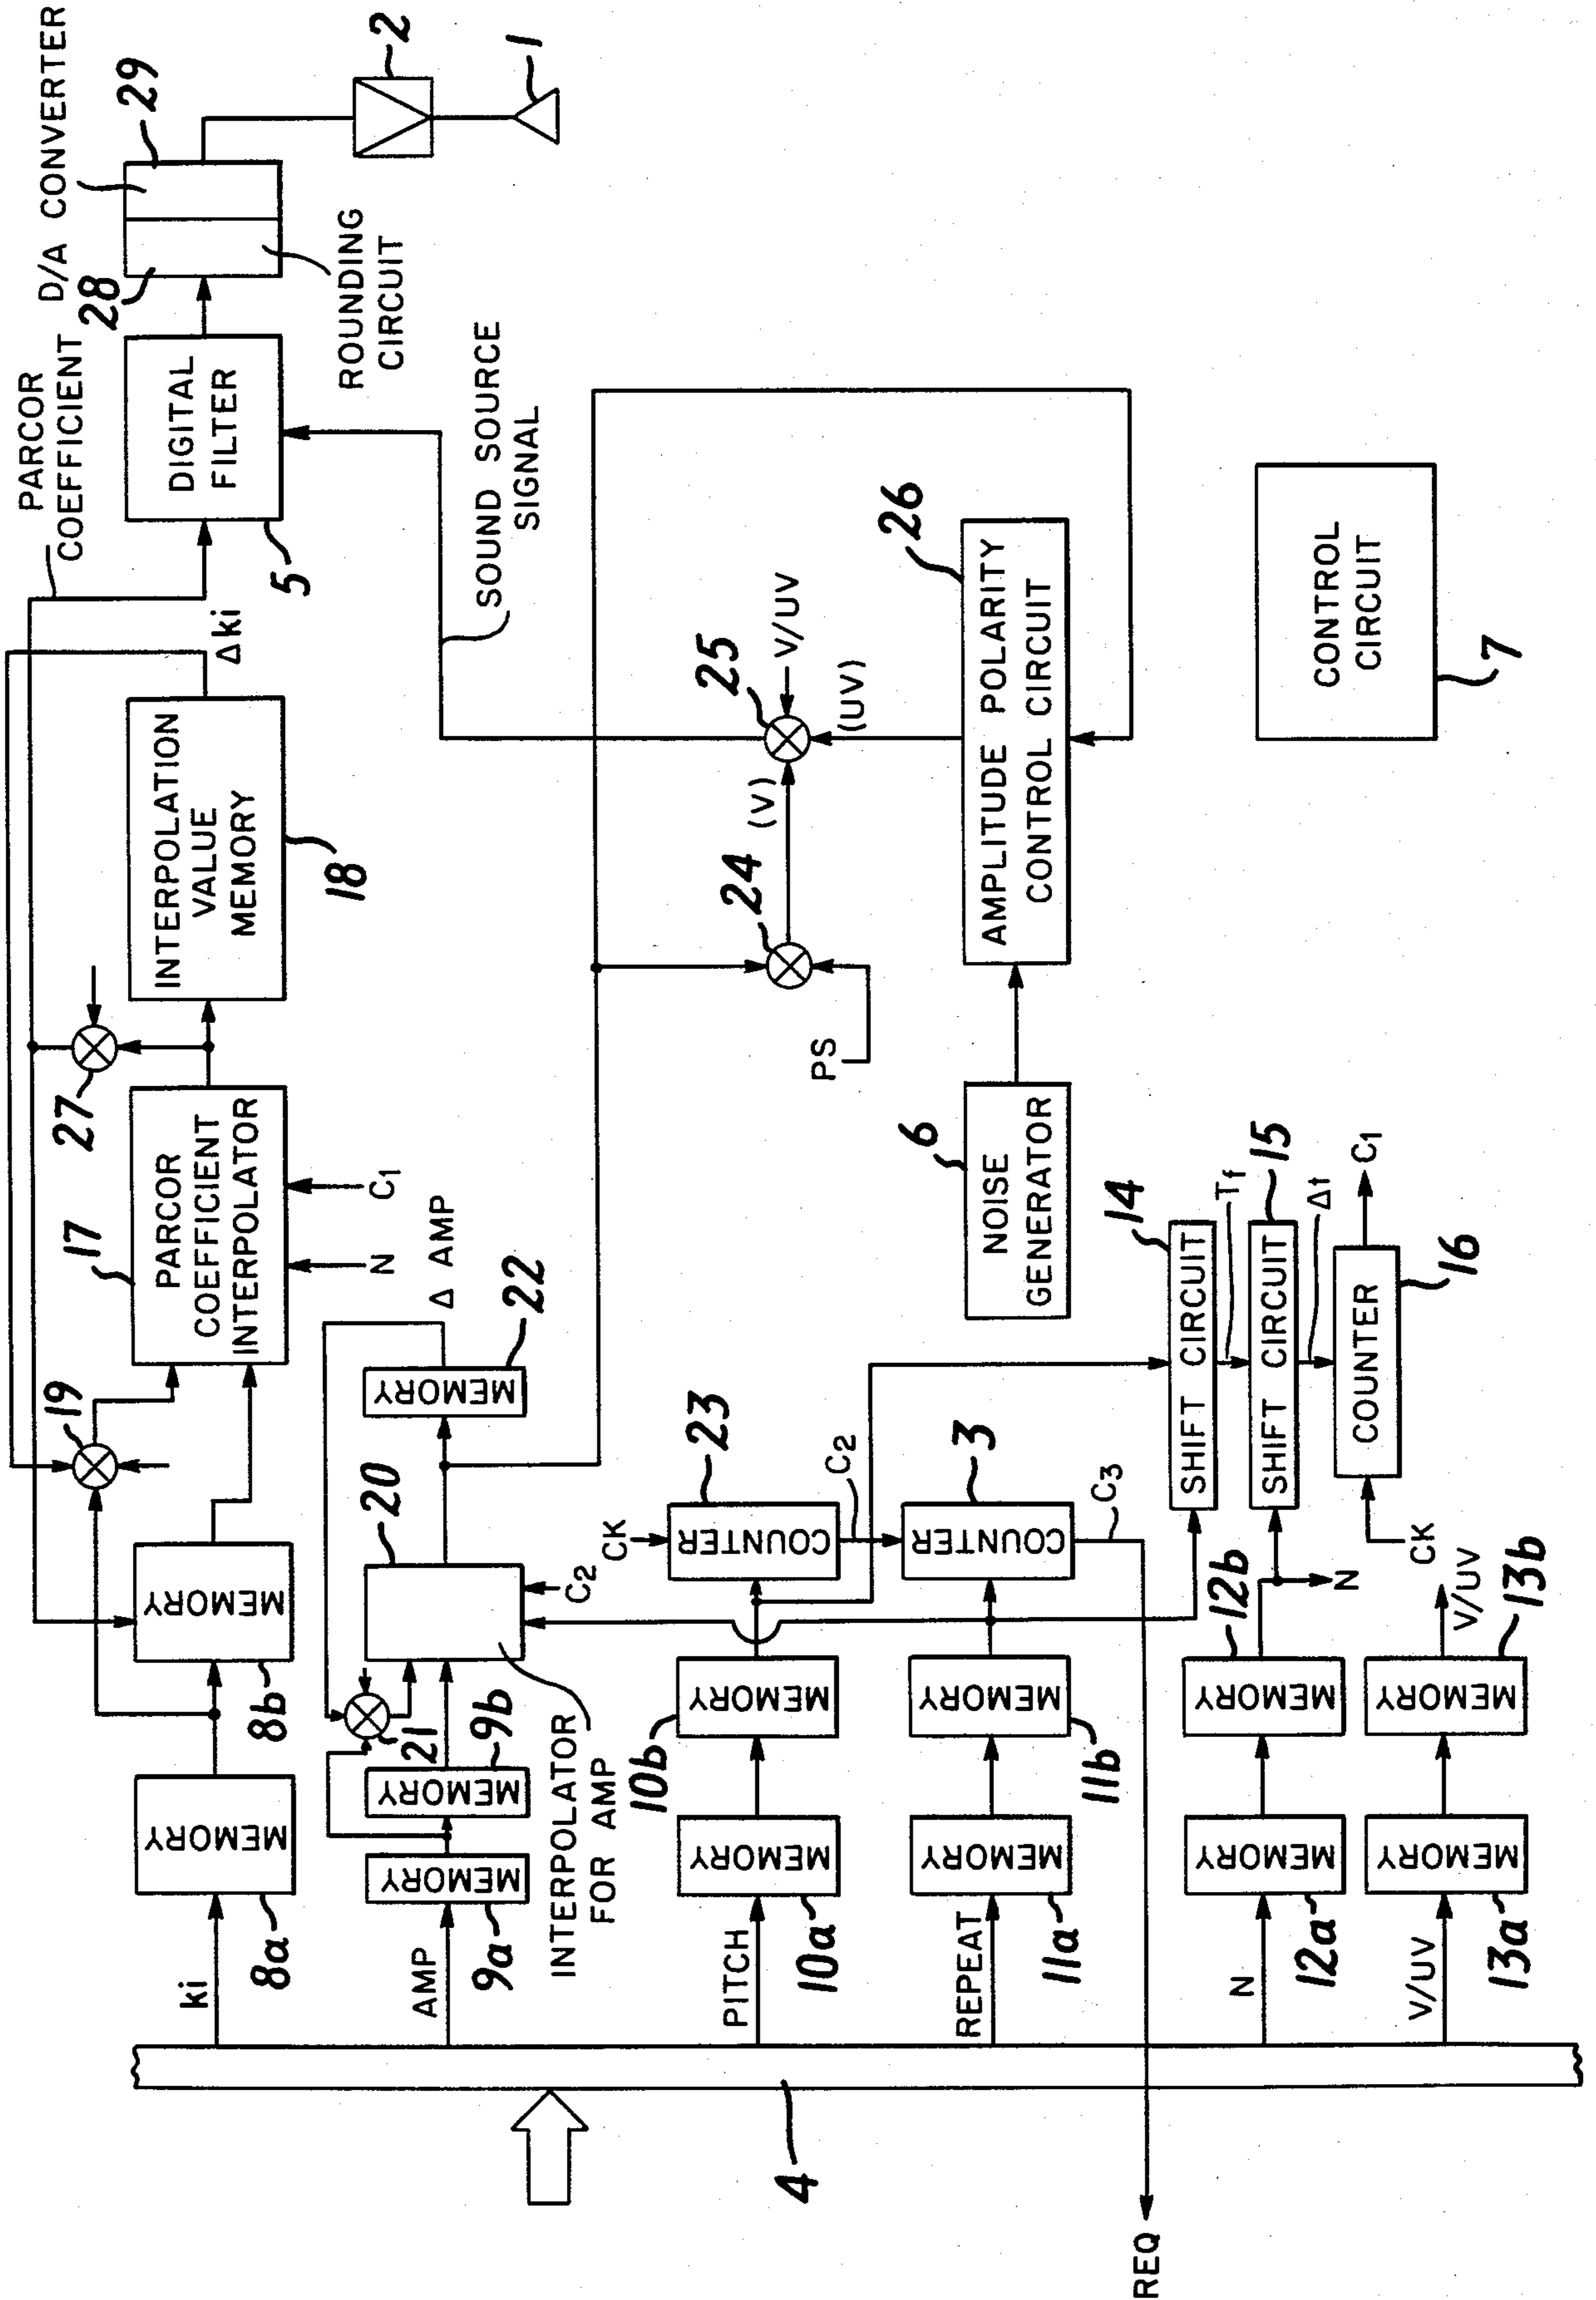 ki
8a
MEMORY
8b
MEMORY
19
17
PARCOR
COEFFICIENT
INTERPOLATOR
N
C1
27
INTERPOLATION
VALUE
MEMORY
18
Δki
PARCOR
COEFFICIENT
5
DIGITAL
FILTER
28
D/A CONVERTER
29
ROUNDING
CIRCUIT
2
1
AMP
9a
MEMORY
9b
MEMORY
21
20
INTERPOLATOR
FOR AMP
C2
22
MEMORY
Δ AMP
SOUND SOURCE
SIGNAL
PITCH
10a
MEMORY
10b
MEMORY
CK
23
COUNTER
C2
PS
24
(V)
25
V/UV
(UV)
REPEAT
11a
MEMORY
11b
MEMORY
3
COUNTER
C3
6
NOISE
GENERATOR
26
AMPLITUDE POLARITY
CONTROL CIRCUIT
4
REQ
N
12a
MEMORY
12b
MEMORY
N
14
SHIFT CIRCUIT
Tf
15
SHIFT CIRCUIT
Δt
CK
COUNTER
16
C1
V/UV
13a
MEMORY
13b
MEMORY
V/UV
CONTROL
CIRCUIT
7